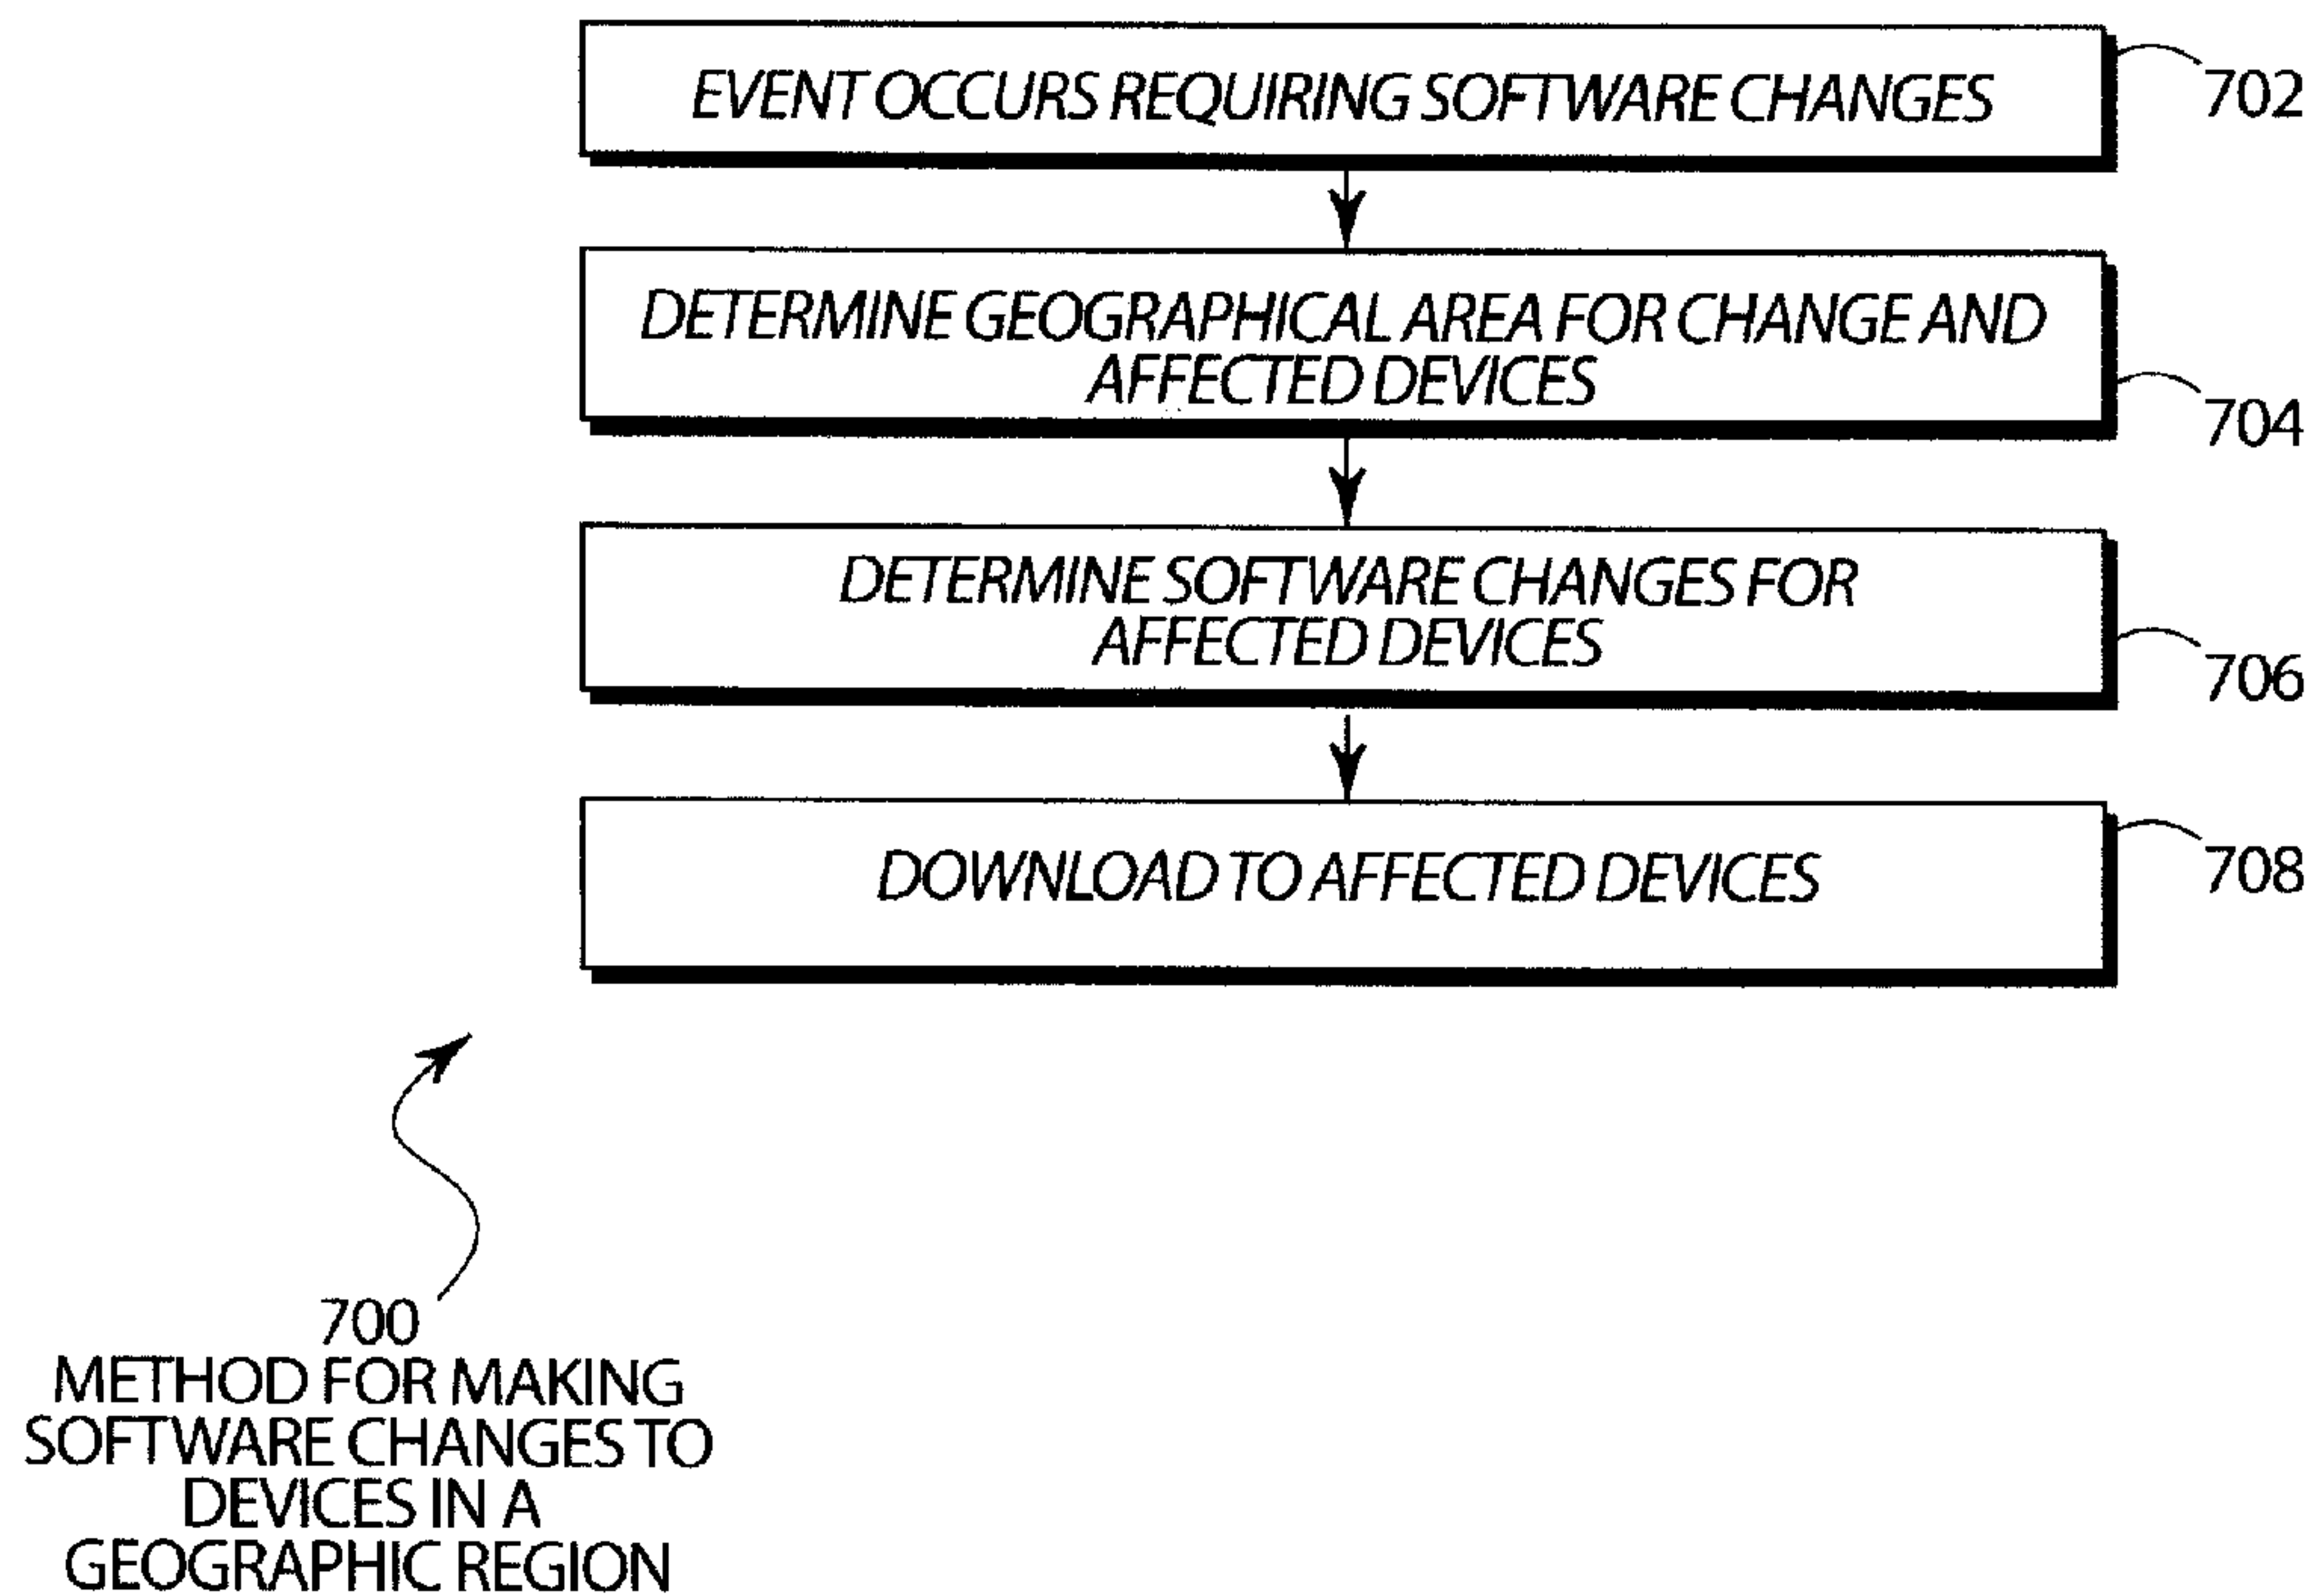 EVENT OCCURS REQUIRING SOFTWARE CHANGES
702
DETERMINE GEOGRAPHICAL AREA FOR CHANGE AND
AFFECTED DEVICES
704
DETERMINE SOFTWARE CHANGES FOR
AFFECTED DEVICES
706
DOWNLOAD TO AFFECTED DEVICES
708
700
METHOD FOR MAKING
SOFTWARE CHANGES TO
DEVICES IN A
GEOGRAPHIC REGION